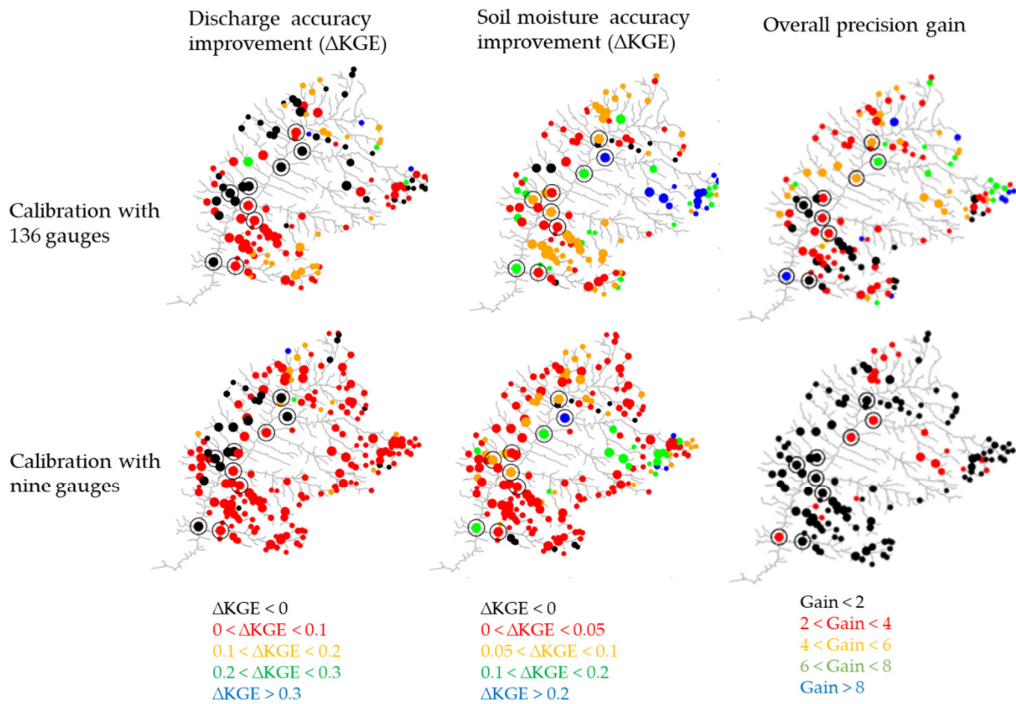 Discharge accuracy
improvement (ΔKGE)
Soil moisture accuracy
improvement (ΔKGE)
Overall precision gain
Calibration with
136 gauges
Calibration with
nine gauges
ΔKGE < 0
0 < ΔKGE < 0.1
0.1 < ΔKGE < 0.2
0.2 < ΔKGE < 0.3
ΔKGE > 0.3
ΔKGE < 0
0 < ΔKGE < 0.05
0.05 < ΔKGE < 0.1
0.1 < ΔKGE < 0.2
ΔKGE > 0.2
Gain < 2
2 < Gain < 4
4 < Gain < 6
6 < Gain < 8
Gain > 8